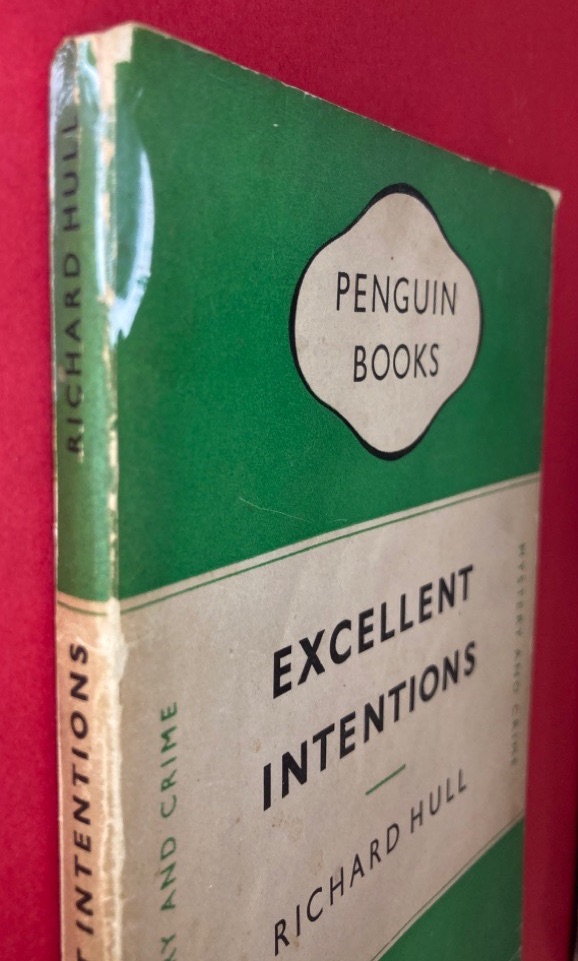 RICHARD HULL
INTENTIONS
PENGUIN
BOOKS
EXCELLENT
INTENTIONS
RICHARD HULL
AND CRIME
MYSTERY AND CRIME